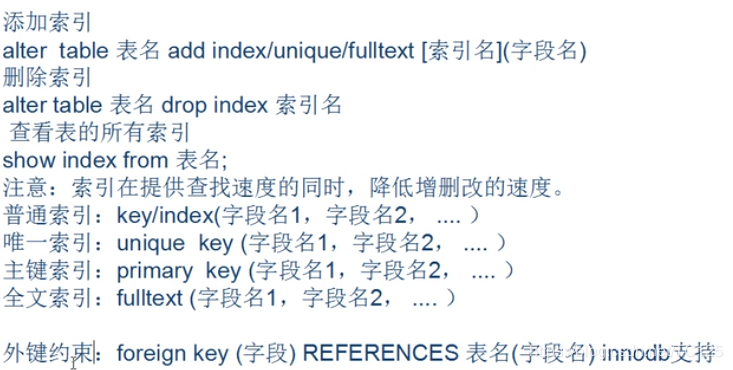 添加索引
alter table 表名 add index/unique/fulltext [索引名](字段名)
删除索引
alter table 表名 drop index 索引名
查看表的所有索引
show index from 表名;
注意：索引在提供查找速度的同时，降低增删改的速度。
普通索引：key/index(字段名1，字段名2， .... ）
唯一索引：unique key (字段名1，字段名2， .... ）
主键索引：primary key (字段名1，字段名2， .... ）
全文索引：fulltext (字段名1，字段名2， .... ）
外键约束：foreign key (字段) REFERENCES 表名(字段名) innodb支持